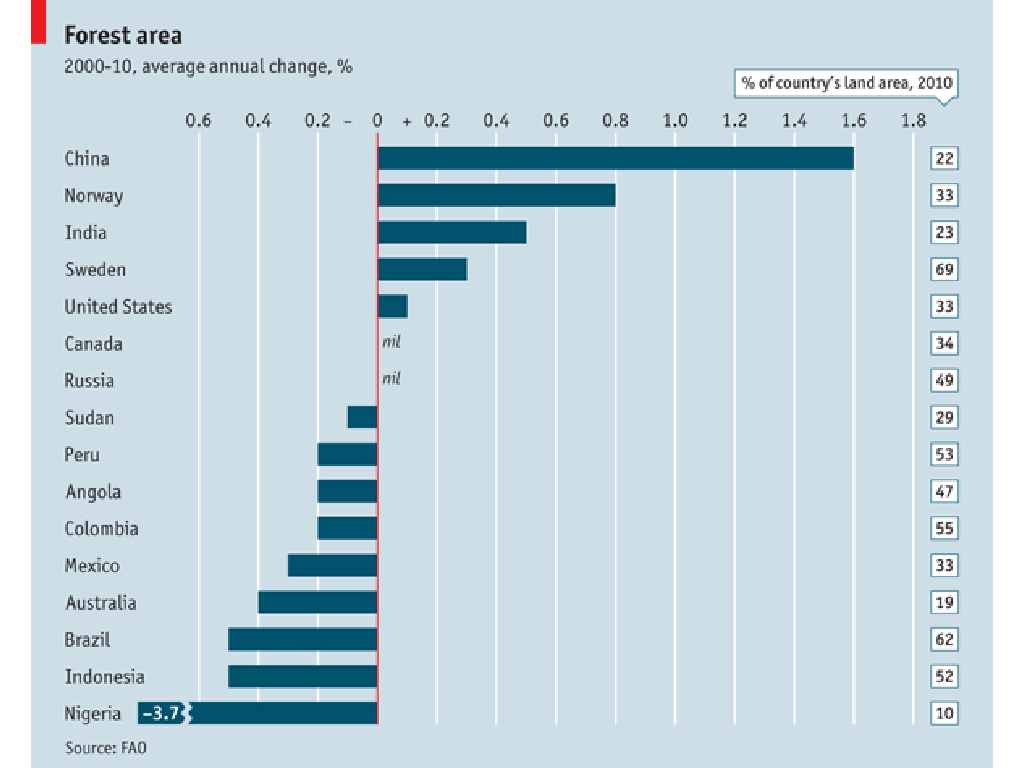 Forest area
2000-10, average annual change, %
% of country's land area, 2010
0.6 0.4 0.2 – 0 + 0.2 0.4 0.6 0.8 1.0 1.2 1.4 1.6 1.8
China 22
Norway 33
India 23
Sweden 69
United States 33
Canada nil 34
Russia nil 49
Sudan 29
Peru 53
Angola 47
Colombia 55
Mexico 33
Australia 19
Brazil 62
Indonesia 52
Nigeria –3.7 10
Source: FAO